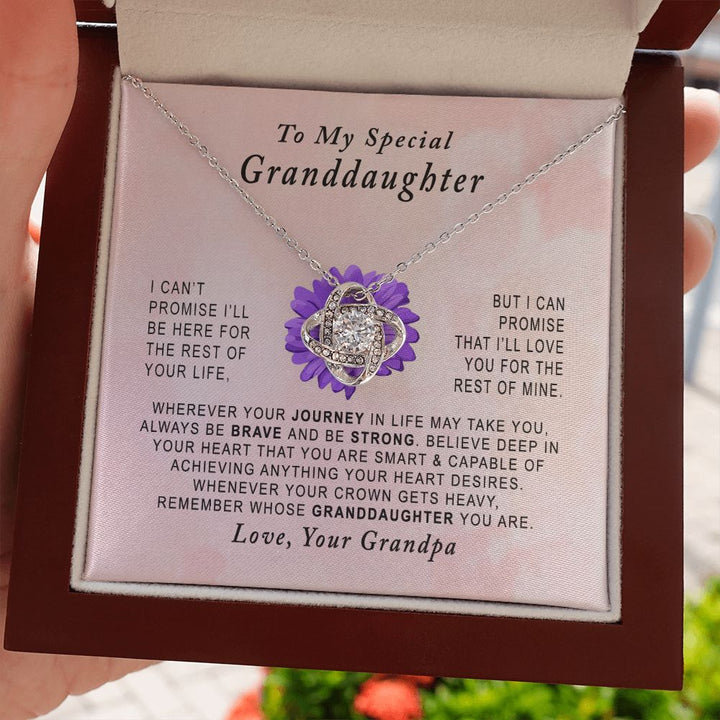 To My Special
Granddaughter
I CAN'T
PROMISE I'LL
BE HERE FOR
THE REST OF
YOUR LIFE,
BUT I CAN
PROMISE
THAT I'LL LOVE
YOU FOR THE
REST OF MINE.
WHEREVER YOUR JOURNEY IN LIFE MAY TAKE YOU,
ALWAYS BE BRAVE AND BE STRONG. BELIEVE DEEP IN
YOUR HEART THAT YOU ARE SMART & CAPABLE OF
ACHIEVING ANYTHING YOUR HEART DESIRES.
WHENEVER YOUR CROWN GETS HEAVY,
REMEMBER WHOSE GRANDDAUGHTER YOU ARE.
Love, Your Grandpa